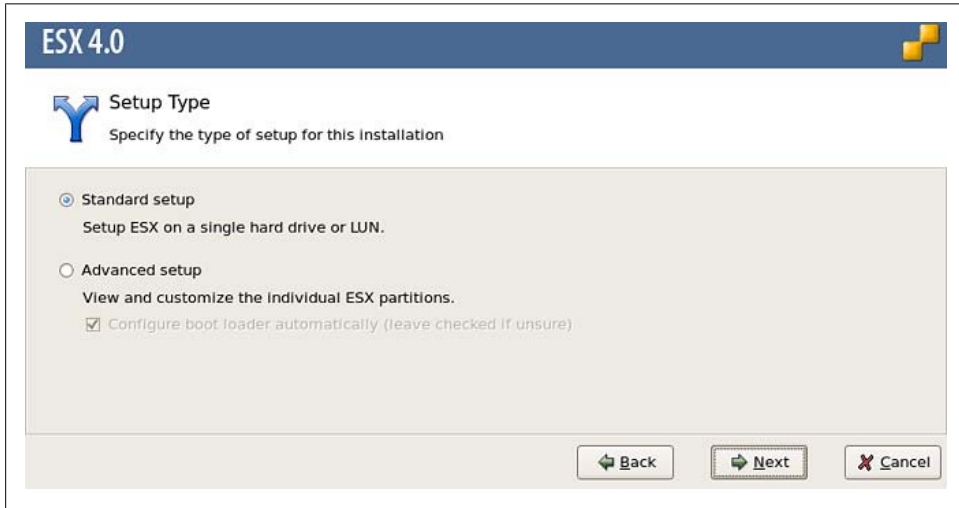 ESX 4.0
Setup Type
Specify the type of setup for this installation
Standard setup
Setup ESX on a single hard drive or LUN.
Advanced setup
View and customize the individual ESX partitions.
Configure boot loader automatically (leave checked if unsure)
Back
Next
Cancel